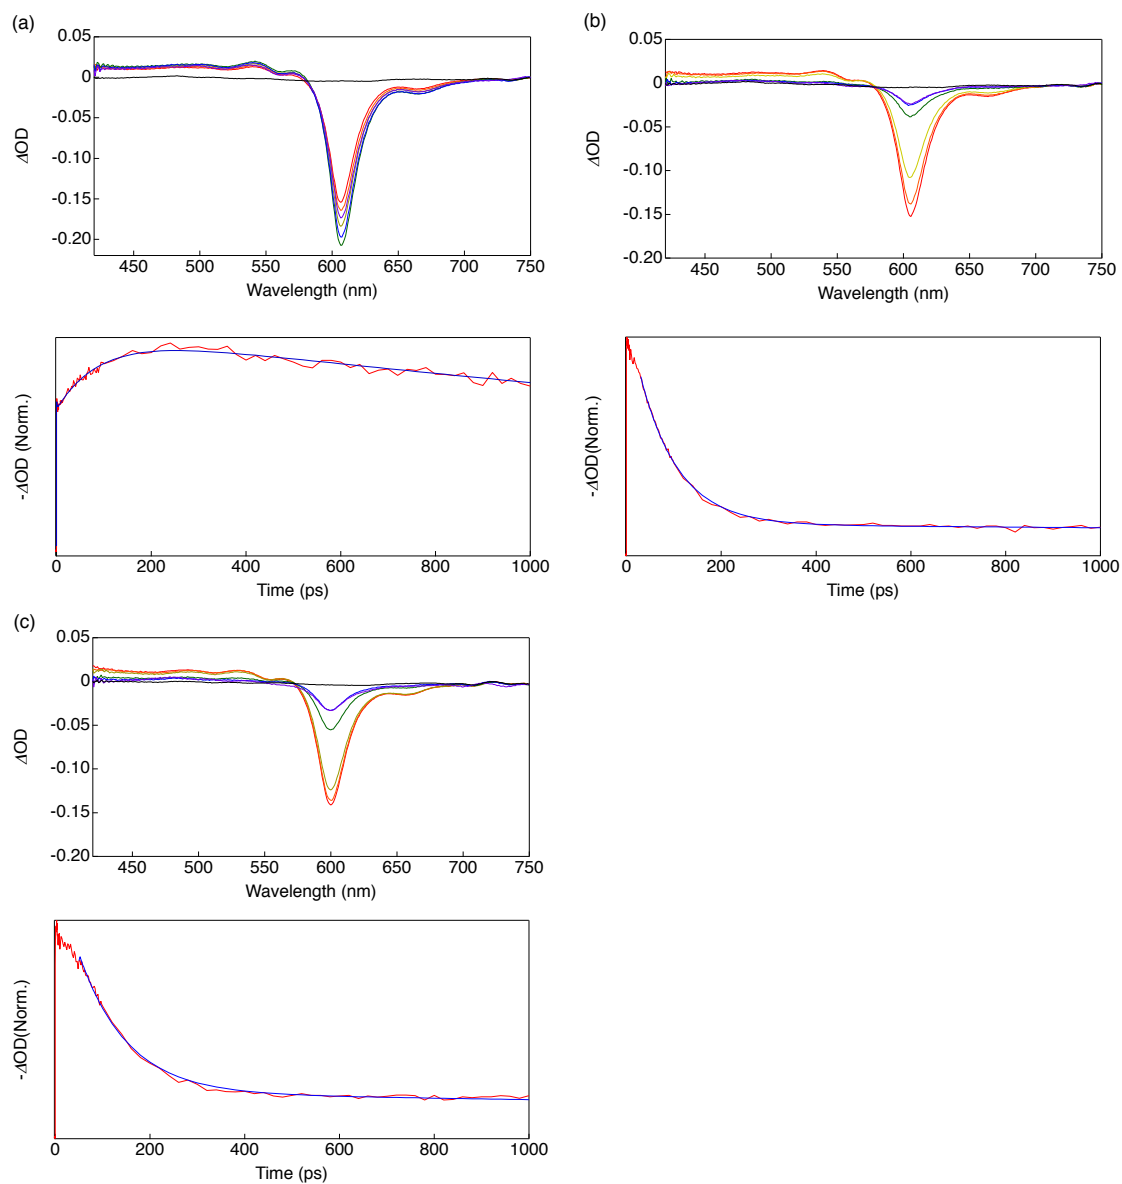 (a)
0.05
0
-0.05
-0.10
-0.15
-0.20
ΔOD
450 500 550 600 650 700 750
Wavelength (nm)
-ΔOD (Norm.)
0 200 400 600 800 1000
Time (ps)
(b)
0.05
0
-0.05
-0.10
-0.15
-0.20
ΔOD
450 500 550 600 650 700 750
Wavelength (nm)
-ΔOD(Norm.)
0 200 400 600 800 1000
Time (ps)
(c)
0.05
0
-0.05
-0.10
-0.15
-0.20
ΔOD
450 500 550 600 650 700 750
Wavelength (nm)
-ΔOD(Norm.)
0 200 400 600 800 1000
Time (ps)